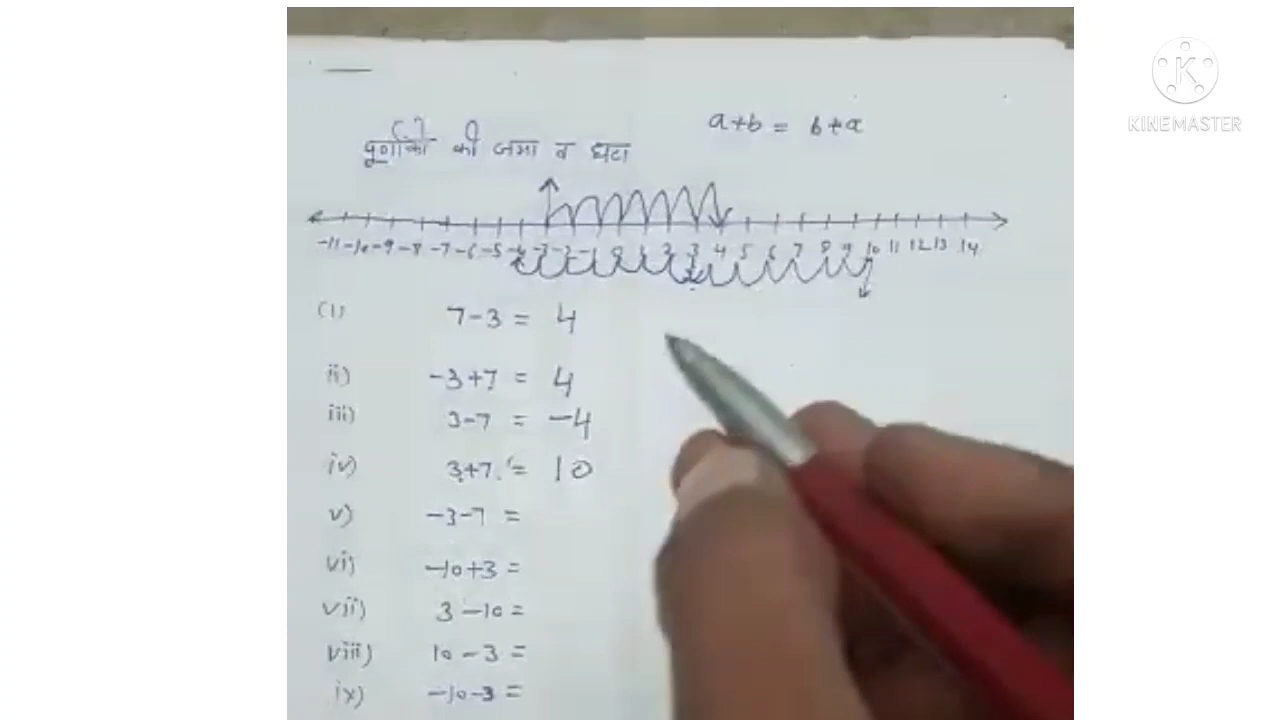 KINEMASTER
a+b = b+a
पूर्णांकों की जमा व घटा
-11 -10 -9 -8 -7 -6 -5 -4 -3 -2 -1 0 1 2 3 4 5 6 7 8 9 10 11 12 13 14
(i) 7-3 = 4
ii) -3+7 = 4
iii) 3-7 = -4
iv) 3+7 = 10
v) -3-7 =
vi) -10+3 =
vii) 3-10 =
viii) 10-3 =
ix) -10-3 =